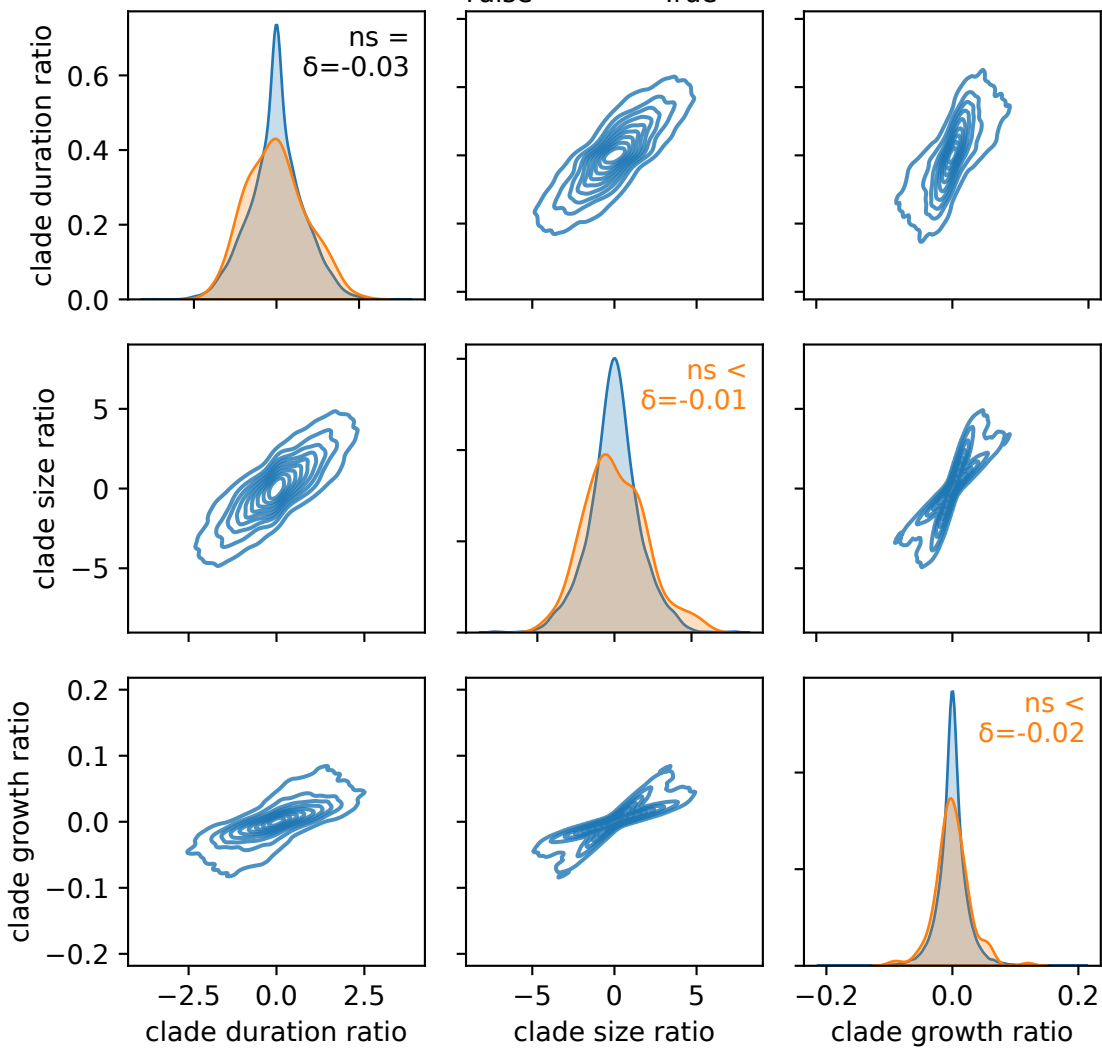 clade duration ratio
0.6
0.4
0.2
0.0
ns =
δ=-0.03
clade size ratio
5
0
−5
ns <
δ=-0.01
clade growth ratio
0.2
0.1
0.0
−0.1
−0.2
ns <
δ=-0.02
−2.5 0.0 2.5
−5 0 5
−0.2 0.0 0.2
clade duration ratio
clade size ratio
clade growth ratio